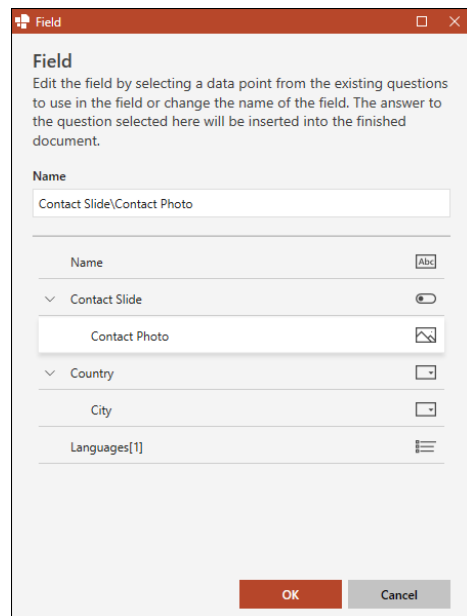 Field
Field
Edit the field by selecting a data point from the existing questions
to use in the field or change the name of the field. The answer to
the question selected here will be inserted into the finished
document.
Name
Contact Slide\Contact Photo
Name Abc
Contact Slide
Contact Photo
Country
City
Languages[1]
OK Cancel